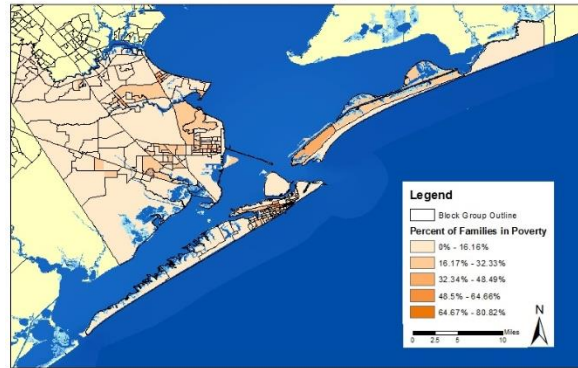 Legend
Block Group Outline
Percent of Families in Poverty
0% - 16.16%
16.17% - 32.33%
32.34% - 48.49%
48.5% - 64.66%
64.67% - 80.82%
N
Miles
0 2.5 5 10